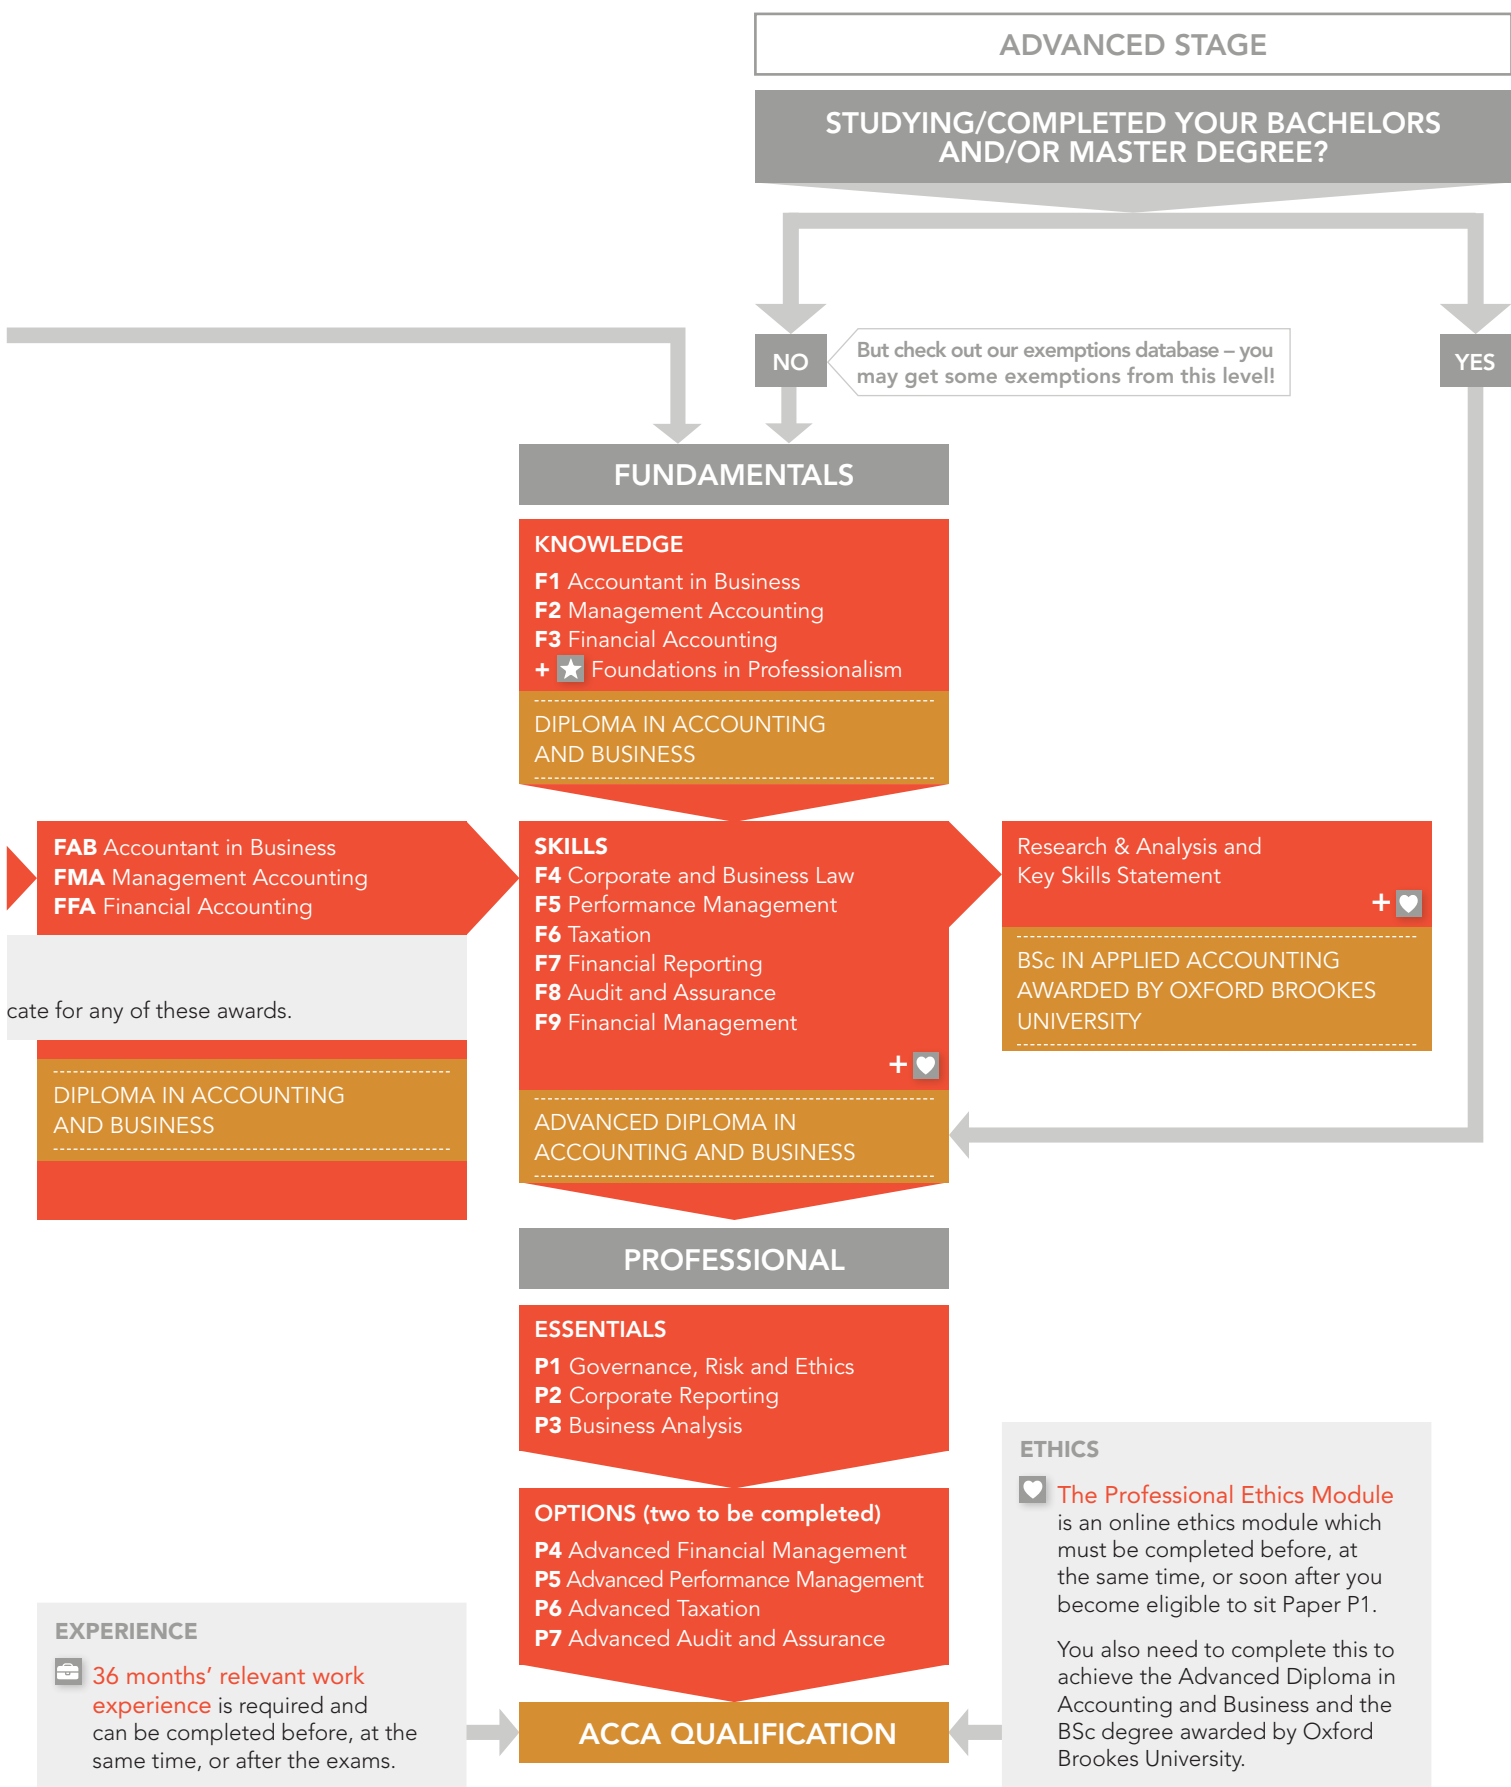 ADVANCED STAGE
STUDYING/COMPLETED YOUR BACHELORS
AND/OR MASTER DEGREE?
NO
But check out our exemptions database – you
may get some exemptions from this level!
YES
FUNDAMENTALS
KNOWLEDGE
F1 Accountant in Business
F2 Management Accounting
F3 Financial Accounting
+ Foundations in Professionalism
DIPLOMA IN ACCOUNTING
AND BUSINESS
FAB Accountant in Business
FMA Management Accounting
FFA Financial Accounting
cate for any of these awards.
DIPLOMA IN ACCOUNTING
AND BUSINESS
SKILLS
F4 Corporate and Business Law
F5 Performance Management
F6 Taxation
F7 Financial Reporting
F8 Audit and Assurance
F9 Financial Management
+
ADVANCED DIPLOMA IN
ACCOUNTING AND BUSINESS
Research & Analysis and
Key Skills Statement
+
BSc IN APPLIED ACCOUNTING
AWARDED BY OXFORD BROOKES
UNIVERSITY
PROFESSIONAL
ESSENTIALS
P1 Governance, Risk and Ethics
P2 Corporate Reporting
P3 Business Analysis
OPTIONS (two to be completed)
P4 Advanced Financial Management
P5 Advanced Performance Management
P6 Advanced Taxation
P7 Advanced Audit and Assurance
EXPERIENCE
36 months’ relevant work
experience is required and
can be completed before, at the
same time, or after the exams.
ACCA QUALIFICATION
ETHICS
The Professional Ethics Module
is an online ethics module which
must be completed before, at
the same time, or soon after you
become eligible to sit Paper P1.
You also need to complete this to
achieve the Advanced Diploma in
Accounting and Business and the
BSc degree awarded by Oxford
Brookes University.